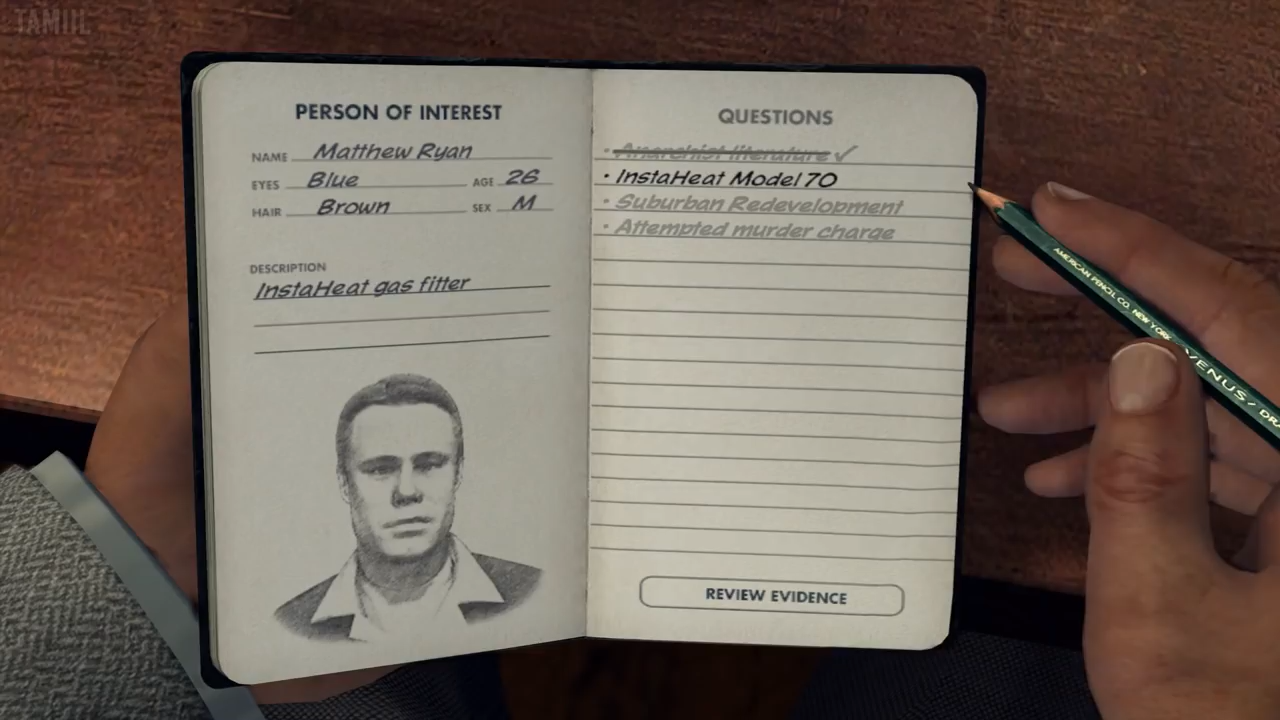 TAMIIL
PERSON OF INTEREST
NAME Matthew Ryan
EYES Blue AGE 26
HAIR Brown SEX M
DESCRIPTION
InstaHeat gas fitter
QUESTIONS
• Anarchist literature ✓
• InstaHeat Model 70
• Suburban Redevelopment
• Attempted murder charge
REVIEW EVIDENCE
AMERICAN PENCIL CO. NEW YORK
VENUS